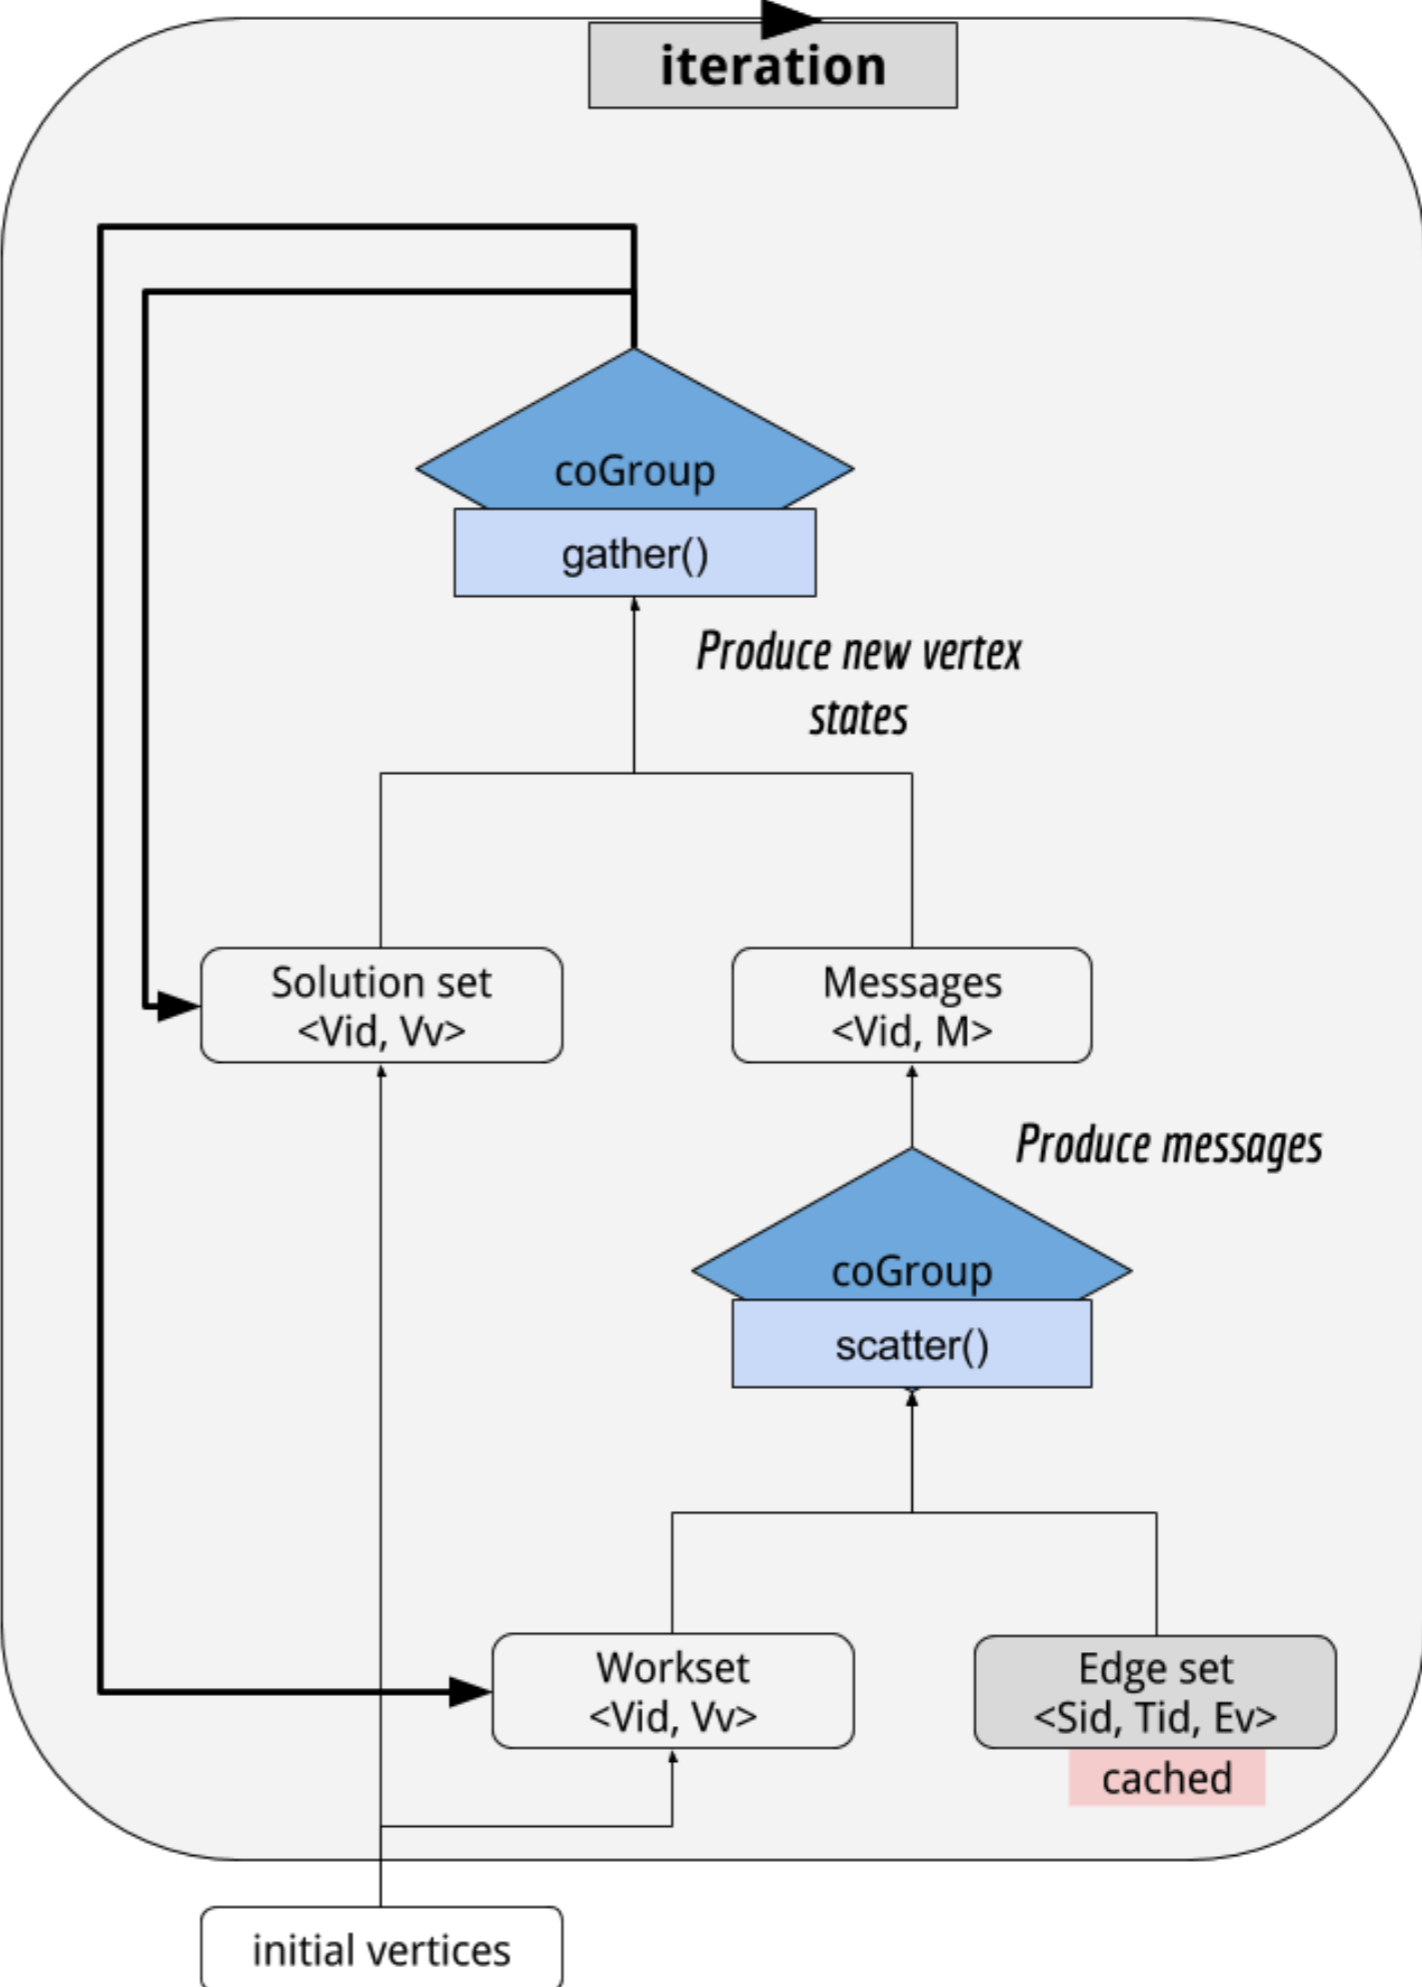 iteration
coGroup
gather()
Produce new vertex
states
Solution set
<Vid, Vv>
Messages
<Vid, M>
Produce messages
coGroup
scatter()
Workset
<Vid, Vv>
Edge set
<Sid, Tid, Ev>
cached
initial vertices